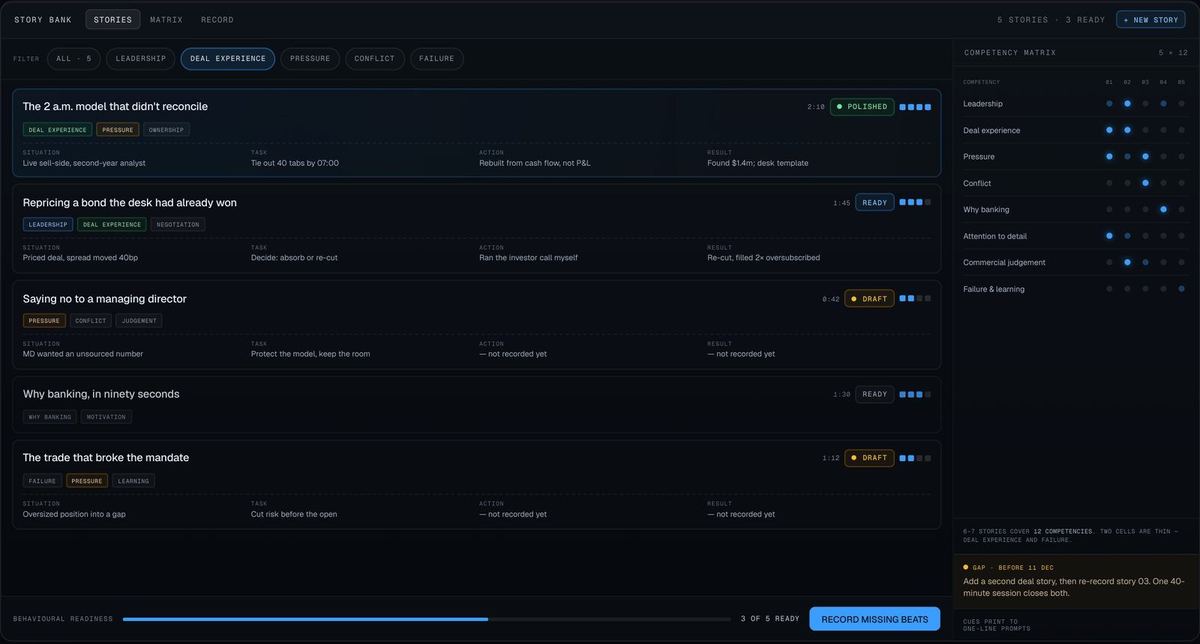 STORY BANK
STORIES
MATRIX
RECORD
5 STORIES · 3 READY
+ NEW STORY
FILTER
ALL · 5
LEADERSHIP
DEAL EXPERIENCE
PRESSURE
CONFLICT
FAILURE
The 2 a.m. model that didn't reconcile
2:10
POLISHED
DEAL EXPERIENCE
PRESSURE
OWNERSHIP
SITUATION
TASK
ACTION
RESULT
Live sell-side, second-year analyst
Tie out 40 tabs by 07:00
Rebuilt from cash flow, not P&L
Found $1.4m; desk template
Repricing a bond the desk had already won
1:45
READY
LEADERSHIP
DEAL EXPERIENCE
NEGOTIATION
SITUATION
TASK
ACTION
RESULT
Priced deal, spread moved 40bp
Decide: absorb or re-cut
Ran the investor call myself
Re-cut, filled 2× oversubscribed
Saying no to a managing director
0:42
DRAFT
PRESSURE
CONFLICT
JUDGEMENT
SITUATION
TASK
ACTION
RESULT
MD wanted an unsourced number
Protect the model, keep the room
— not recorded yet
— not recorded yet
Why banking, in ninety seconds
1:30
READY
WHY BANKING
MOTIVATION
The trade that broke the mandate
1:12
DRAFT
FAILURE
PRESSURE
LEARNING
SITUATION
TASK
ACTION
RESULT
Oversized position into a gap
Cut risk before the open
— not recorded yet
— not recorded yet
BEHAVIOURAL READINESS
3 OF 5 READY
RECORD MISSING BEATS
COMPETENCY MATRIX
5 × 12
COMPETENCY
01
02
03
04
05
Leadership
Deal experience
Pressure
Conflict
Why banking
Attention to detail
Commercial judgement
Failure & learning
6–7 STORIES COVER 12 COMPETENCIES. TWO CELLS ARE THIN —
DEAL EXPERIENCE AND FAILURE.
GAP · BEFORE 11 DEC
Add a second deal story, then re-record story 03. One 40-
minute session closes both.
CUES PRINT TO
ONE-LINE PROMPTS